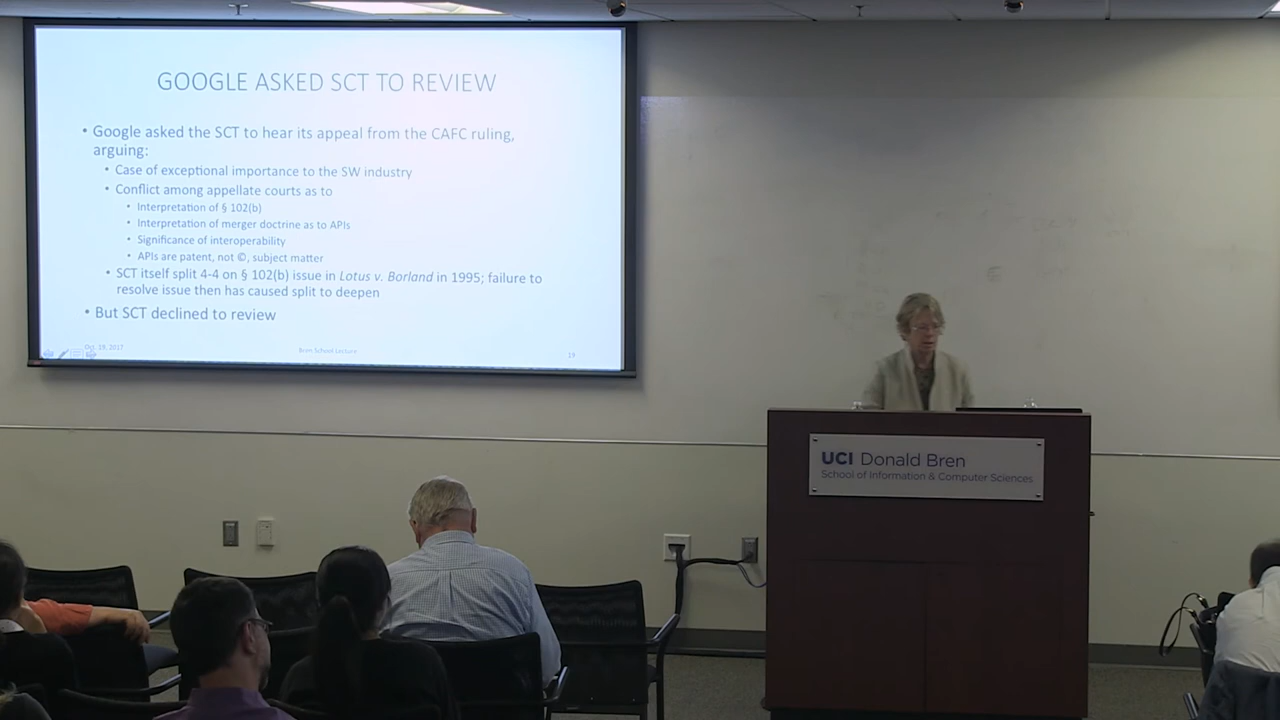 GOOGLE ASKED SCT TO REVIEW
• Google asked the SCT to hear its appeal from the CAFC ruling,
arguing:
• Case of exceptional importance to the SW industry
• Conflict among appellate courts as to
• Interpretation of § 102(b)
• Interpretation of merger doctrine as to APIs
• Significance of interoperability
• APIs are patent, not ©, subject matter
• SCT itself split 4-4 on § 102(b) issue in Lotus v. Borland in 1995; failure to
resolve issue then has caused split to deepen
• But SCT declined to review
Oct. 19, 2017
Bren School Lecture
19
UCI Donald Bren
School of Information & Computer Sciences